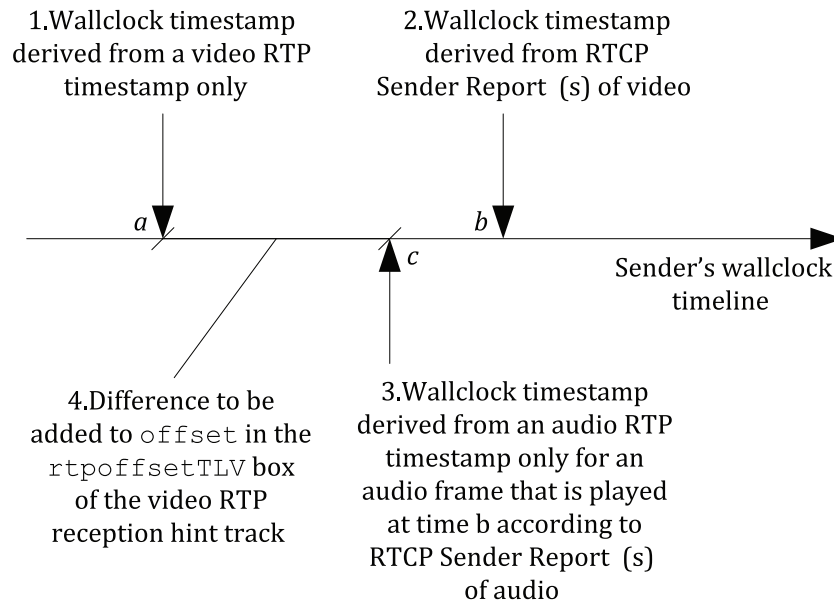 1.Wallclock timestamp
derived from a video RTP
timestamp only
2.Wallclock timestamp
derived from RTCP
Sender Report (s) of video
a
b
c
Sender's wallclock
timeline
4.Difference to be
added to offset in the
rtpoffsetTLV box
of the video RTP
reception hint track
3.Wallclock timestamp
derived from an audio RTP
timestamp only for an
audio frame that is played
at time b according to
RTCP Sender Report (s)
of audio